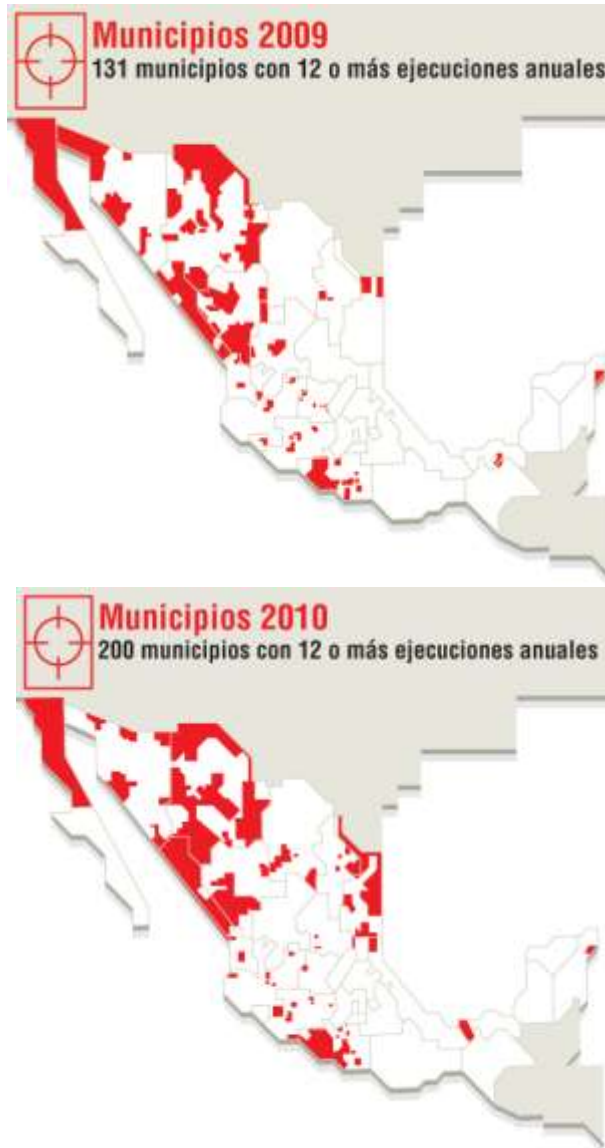 Municipios 2009
131 municipios con 12 o más ejecuciones anuales
Municipios 2010
200 municipios con 12 o más ejecuciones anuales